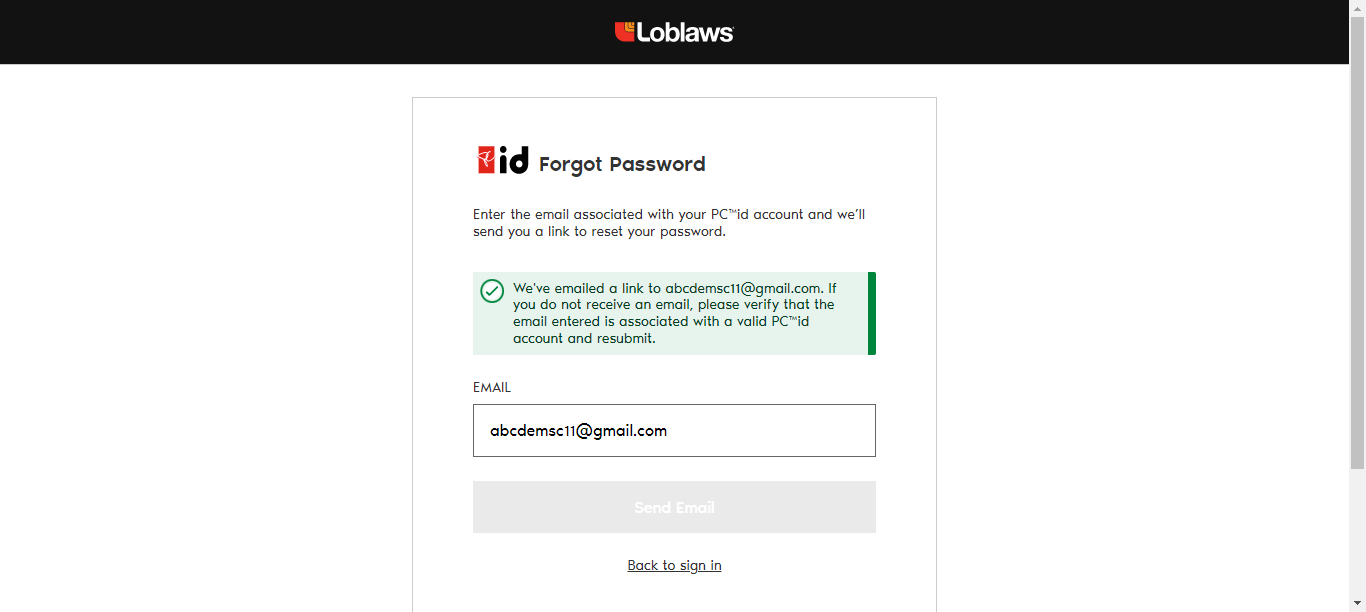 Loblaws
id Forgot Password
Enter the email associated with your PC™id account and we'll
send you a link to reset your password.
We've emailed a link to abcdemsc11@gmail.com. If
you do not receive an email, please verify that the
email entered is associated with a valid PC™id
account and resubmit.
EMAIL
abcdemsc11@gmail.com
Send Email
Back to sign in